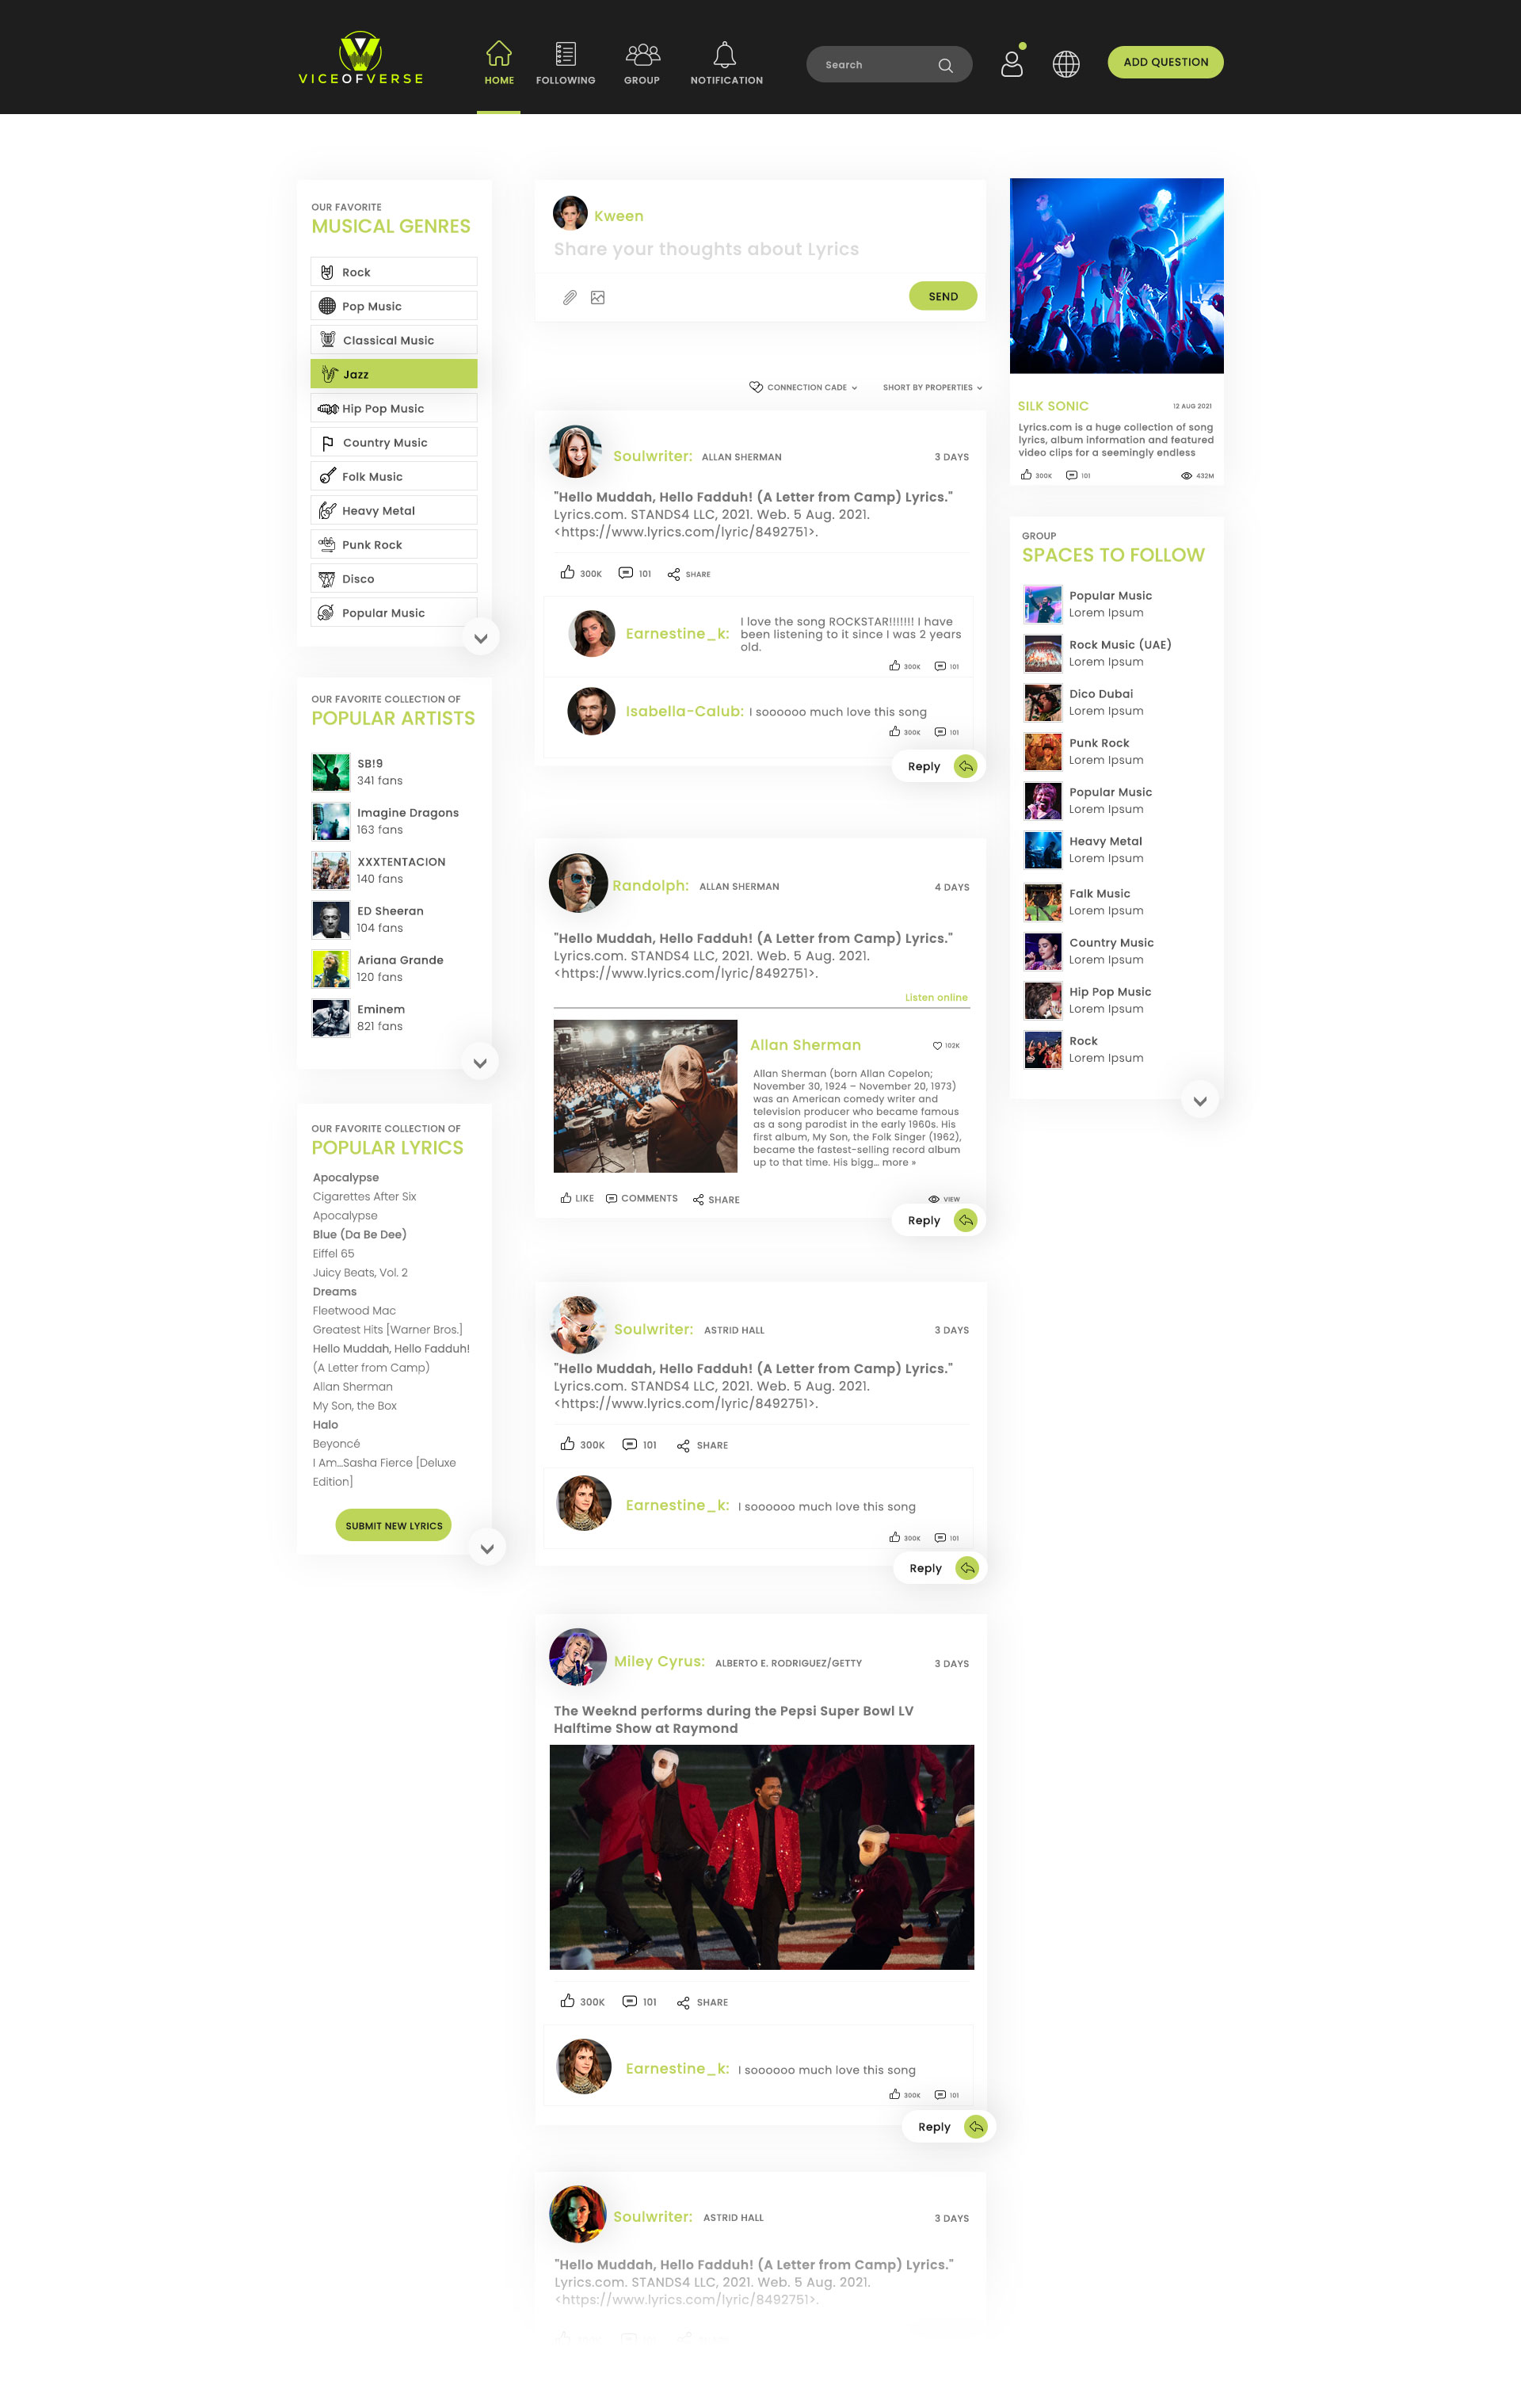 VICEOFVERSE
HOME
FOLLOWING
GROUP
NOTIFICATION
Search
ADD QUESTION
OUR FAVORITE
MUSICAL GENRES
Rock
Pop Music
Classical Music
Jazz
Hip Pop Music
Country Music
Folk Music
Heavy Metal
Punk Rock
Disco
Popular Music
OUR FAVORITE COLLECTION OF
POPULAR ARTISTS
SB!9
341 fans
Imagine Dragons
163 fans
XXXTENTACION
140 fans
ED Sheeran
104 fans
Ariana Grande
120 fans
Eminem
821 fans
OUR FAVORITE COLLECTION OF
POPULAR LYRICS
Apocalypse
Cigarettes After Six
Apocalypse
Blue (Da Be Dee)
Eiffel 65
Juicy Beats, Vol. 2
Dreams
Fleetwood Mac
Greatest Hits [Warner Bros.]
Hello Muddah, Hello Fadduh!
(A Letter from Camp)
Allan Sherman
My Son, the Box
Halo
Beyoncé
I Am…Sasha Fierce [Deluxe
Edition]
SUBMIT NEW LYRICS
Kween
Share your thoughts about Lyrics
SEND
CONNECTION CADE
SHORT BY PROPERTIES
Soulwriter: ALLAN SHERMAN 3 DAYS
"Hello Muddah, Hello Fadduh! (A Letter from Camp) Lyrics."
Lyrics.com. STANDS4 LLC, 2021. Web. 5 Aug. 2021.
<https://www.lyrics.com/lyric/8492751>.
300K 101 SHARE
Earnestine_k: I love the song ROCKSTAR!!!!!!! I have
been listening to it since I was 2 years
old.
300K 101
Isabella-Calub: I soooooo much love this song
300K 101
Reply
Randolph: ALLAN SHERMAN 4 DAYS
"Hello Muddah, Hello Fadduh! (A Letter from Camp) Lyrics."
Lyrics.com. STANDS4 LLC, 2021. Web. 5 Aug. 2021.
<https://www.lyrics.com/lyric/8492751>.
Listen online
Allan Sherman 102K
Allan Sherman (born Allan Copelon;
November 30, 1924 – November 20, 1973)
was an American comedy writer and
television producer who became famous
as a song parodist in the early 1960s. His
first album, My Son, the Folk Singer (1962),
became the fastest-selling record album
up to that time. His bigg… more »
LIKE COMMENTS SHARE VIEW
Reply
Soulwriter: ASTRID HALL 3 DAYS
"Hello Muddah, Hello Fadduh! (A Letter from Camp) Lyrics."
Lyrics.com. STANDS4 LLC, 2021. Web. 5 Aug. 2021.
<https://www.lyrics.com/lyric/8492751>.
300K 101 SHARE
Earnestine_k: I soooooo much love this song
300K 101
Reply
Miley Cyrus: ALBERTO E. RODRIGUEZ/GETTY 3 DAYS
The Weeknd performs during the Pepsi Super Bowl LV
Halftime Show at Raymond
300K 101 SHARE
Earnestine_k: I soooooo much love this song
300K 101
Reply
Soulwriter: ASTRID HALL 3 DAYS
"Hello Muddah, Hello Fadduh! (A Letter from Camp) Lyrics."
Lyrics.com. STANDS4 LLC, 2021. Web. 5 Aug. 2021.
<https://www.lyrics.com/lyric/8492751>.
SILK SONIC 12 AUG 2021
Lyrics.com is a huge collection of song
lyrics, album information and featured
video clips for a seemingly endless
300K 101 432M
GROUP
SPACES TO FOLLOW
Popular Music
Lorem Ipsum
Rock Music (UAE)
Lorem Ipsum
Dico Dubai
Lorem Ipsum
Punk Rock
Lorem Ipsum
Popular Music
Lorem Ipsum
Heavy Metal
Lorem Ipsum
Falk Music
Lorem Ipsum
Country Music
Lorem Ipsum
Hip Pop Music
Lorem Ipsum
Rock
Lorem Ipsum